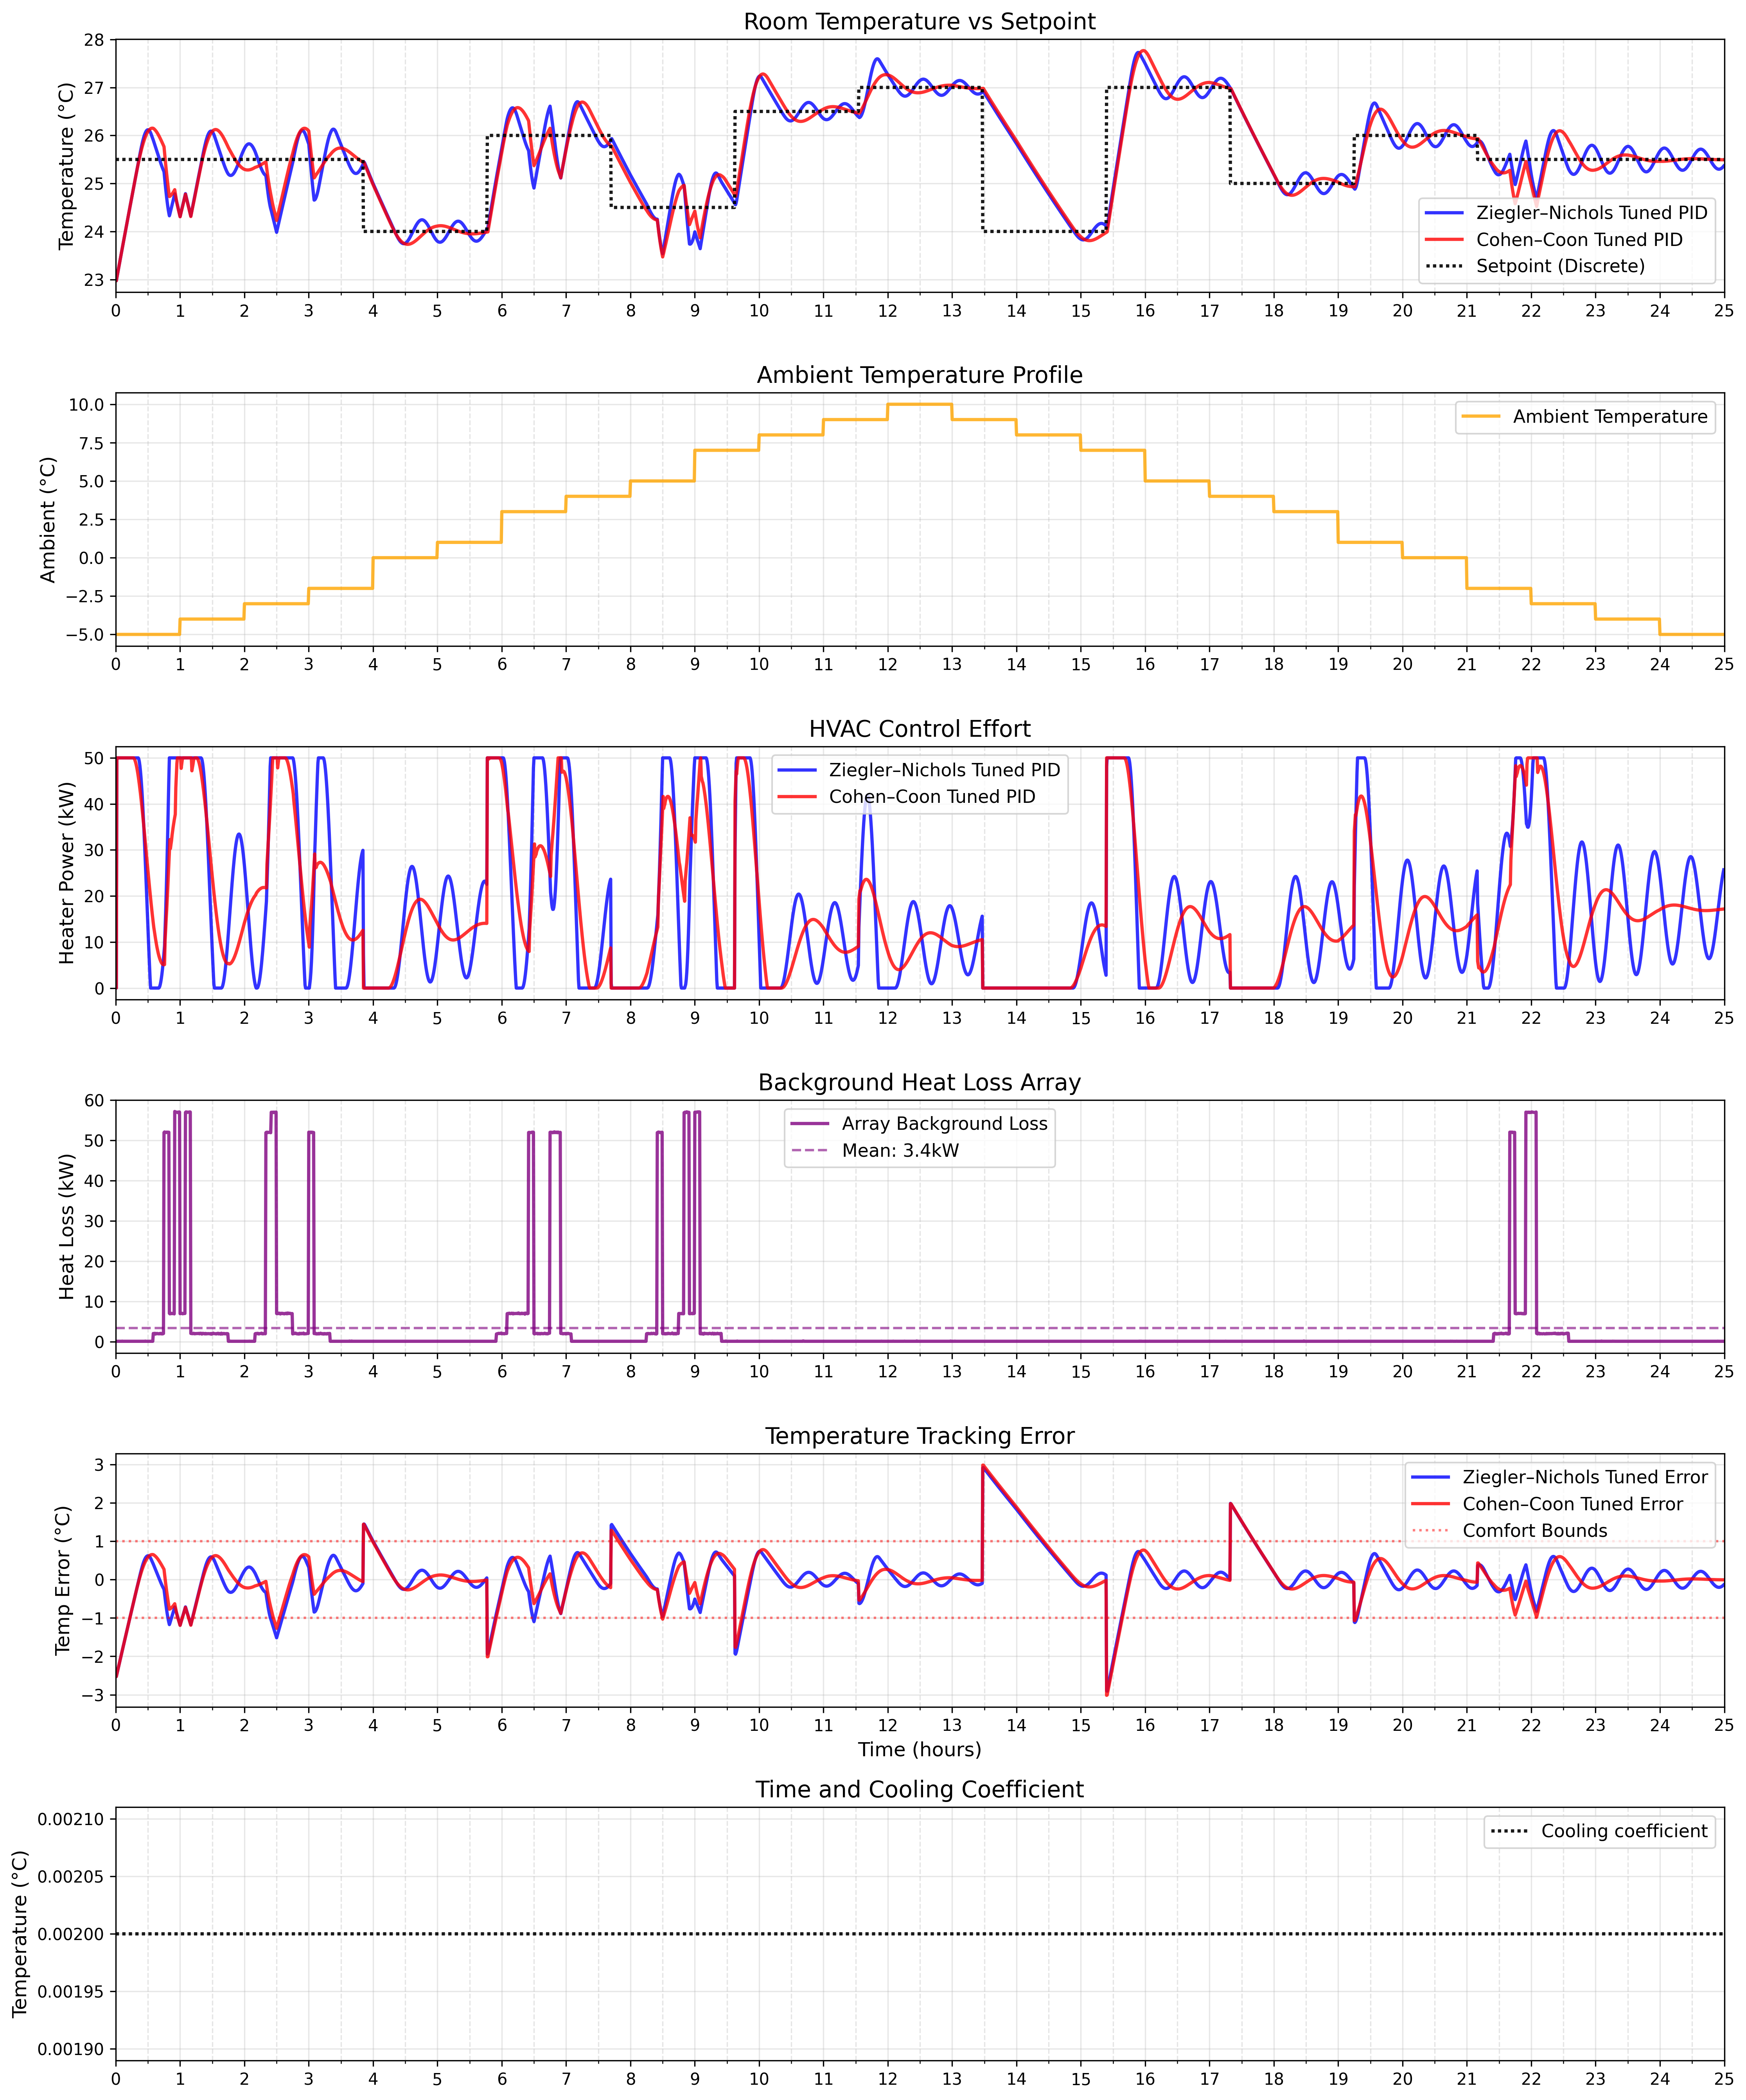 Room Temperature vs Setpoint
Temperature (°C)
28
27
26
25
24
23
Ziegler–Nichols Tuned PID
Cohen–Coon Tuned PID
Setpoint (Discrete)
0 1 2 3 4 5 6 7 8 9 10 11 12 13 14 15 16 17 18 19 20 21 22 23 24 25
Ambient Temperature Profile
Ambient (°C)
10.0
7.5
5.0
2.5
0.0
−2.5
−5.0
Ambient Temperature
0 1 2 3 4 5 6 7 8 9 10 11 12 13 14 15 16 17 18 19 20 21 22 23 24 25
HVAC Control Effort
Heater Power (kW)
50
40
30
20
10
0
Ziegler–Nichols Tuned PID
Cohen–Coon Tuned PID
0 1 2 3 4 5 6 7 8 9 10 11 12 13 14 15 16 17 18 19 20 21 22 23 24 25
Background Heat Loss Array
Heat Loss (kW)
60
50
40
30
20
10
0
Array Background Loss
Mean: 3.4kW
0 1 2 3 4 5 6 7 8 9 10 11 12 13 14 15 16 17 18 19 20 21 22 23 24 25
Temperature Tracking Error
Temp Error (°C)
3
2
1
0
−1
−2
−3
Ziegler–Nichols Tuned Error
Cohen–Coon Tuned Error
Comfort Bounds
0 1 2 3 4 5 6 7 8 9 10 11 12 13 14 15 16 17 18 19 20 21 22 23 24 25
Time (hours)
Time and Cooling Coefficient
Temperature (°C)
0.00210
0.00205
0.00200
0.00195
0.00190
Cooling coefficient
0 1 2 3 4 5 6 7 8 9 10 11 12 13 14 15 16 17 18 19 20 21 22 23 24 25